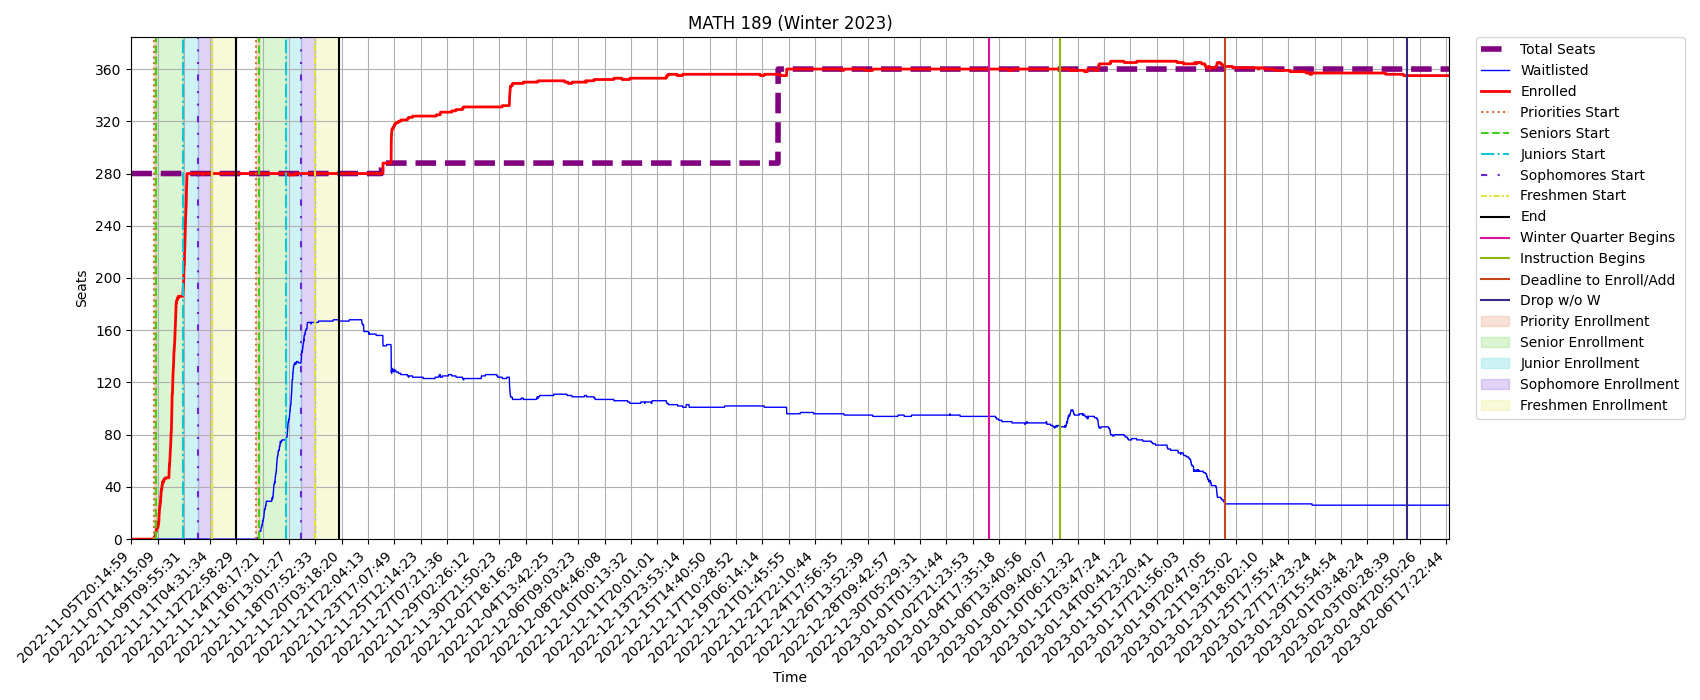 MATH 189 (Winter 2023)
Seats
360
320
280
240
200
160
120
80
40
0
2022-11-05T20:14:59
2022-11-07T14:15:09
2022-11-09T09:55:31
2022-11-11T04:31:34
2022-11-12T22:58:29
2022-11-14T18:17:21
2022-11-16T13:01:27
2022-11-18T07:52:33
2022-11-20T03:18:20
2022-11-21T22:04:13
2022-11-23T17:07:49
2022-11-25T12:14:23
2022-11-27T07:21:36
2022-11-29T02:26:12
2022-11-30T21:50:23
2022-12-02T18:16:28
2022-12-04T13:42:25
2022-12-06T09:03:23
2022-12-08T04:46:08
2022-12-10T00:13:32
2022-12-11T20:01:01
2022-12-13T23:53:14
2022-12-15T14:40:50
2022-12-17T10:28:52
2022-12-19T06:14:14
2022-12-21T01:45:55
2022-12-22T22:10:44
2022-12-24T17:56:35
2022-12-26T13:52:39
2022-12-28T09:42:57
2022-12-30T05:29:31
2023-01-01T01:31:44
2023-01-02T21:23:53
2023-01-04T17:35:18
2023-01-06T13:40:56
2023-01-08T09:40:07
2023-01-10T06:12:32
2023-01-12T03:47:24
2023-01-14T00:41:22
2023-01-15T23:20:41
2023-01-17T21:56:03
2023-01-19T20:47:05
2023-01-21T19:25:02
2023-01-23T18:02:10
2023-01-25T17:55:44
2023-01-27T17:23:24
2023-01-29T15:54:54
2023-02-01T03:48:24
2023-02-03T00:28:39
2023-02-04T20:50:26
2023-02-06T17:22:44
Time
Total Seats
Waitlisted
Enrolled
Priorities Start
Seniors Start
Juniors Start
Sophomores Start
Freshmen Start
End
Winter Quarter Begins
Instruction Begins
Deadline to Enroll/Add
Drop w/o W
Priority Enrollment
Senior Enrollment
Junior Enrollment
Sophomore Enrollment
Freshmen Enrollment